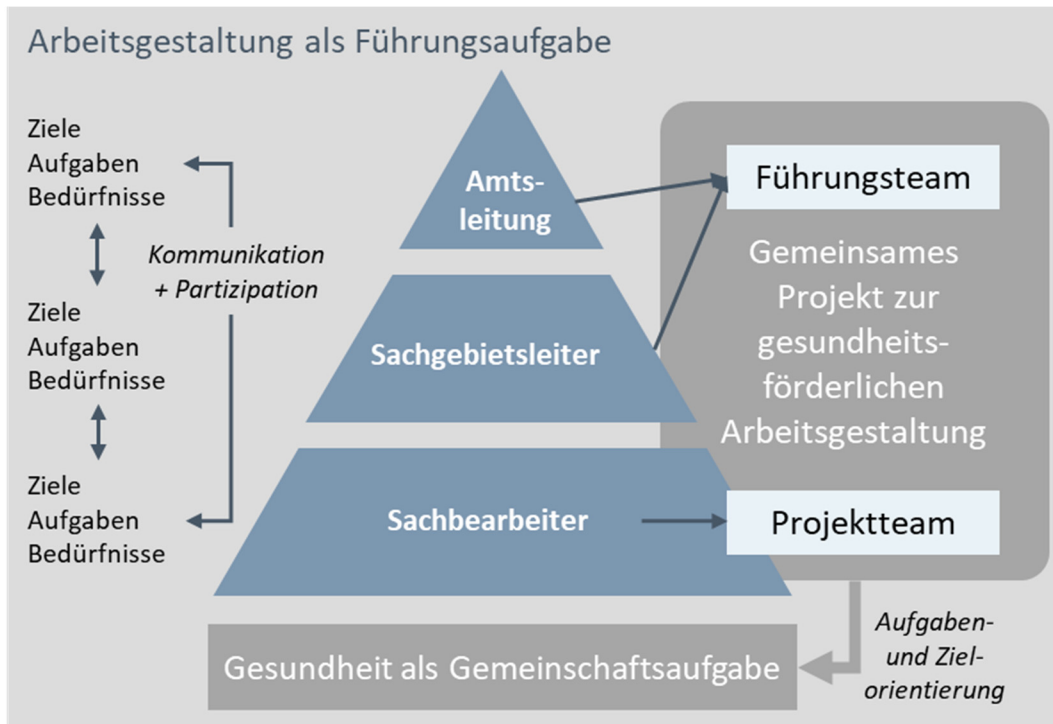 Arbeitsgestaltung als Führungsaufgabe
Ziele
Aufgaben
Bedürfnisse
Kommunikation
+ Partizipation
Ziele
Aufgaben
Bedürfnisse
Ziele
Aufgaben
Bedürfnisse
Amts-
leitung
Sachgebietsleiter
Sachbearbeiter
Führungsteam
Gemeinsames
Projekt zur
gesundheits-
förderlichen
Arbeitsgestaltung
Projektteam
Aufgaben-
und Ziel-
orientierung
Gesundheit als Gemeinschaftsaufgabe